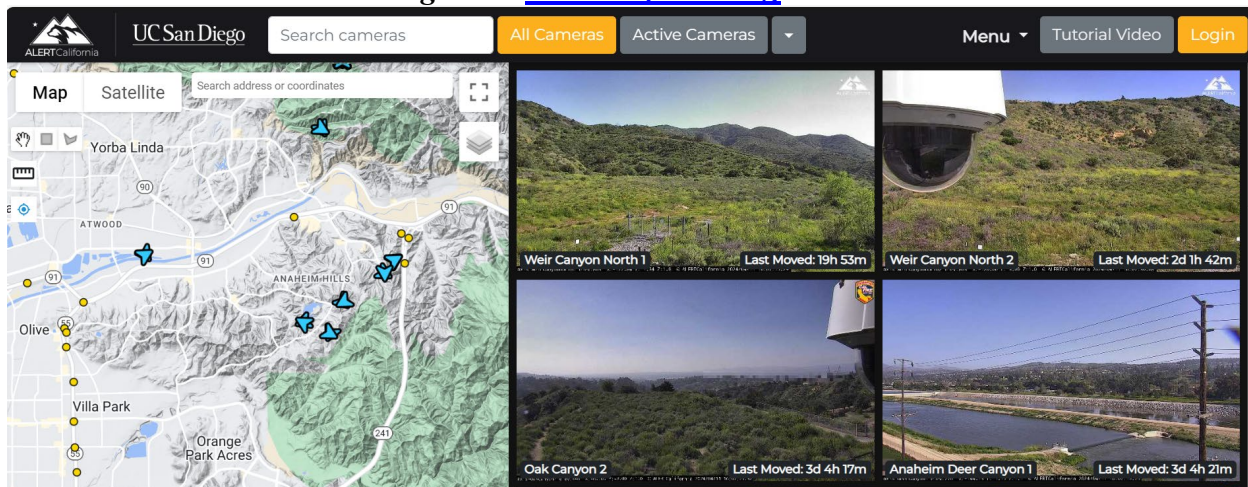 ALERTCalifornia
UC San Diego
Search cameras
All Cameras
Active Cameras
Menu
Tutorial Video
Login
Map
Satellite
Search address or coordinates
Yorba Linda
90
91
ATWOOD
91
ANAHEIM HILLS
91
Olive
55
Villa Park
Orange
Park Acres
241
55
Weir Canyon North 1
Last Moved: 19h 53m
Weir Canyon North 2
Last Moved: 2d 1h 42m
Oak Canyon 2
Last Moved: 3d 4h 17m
Anaheim Deer Canyon 1
Last Moved: 3d 4h 21m